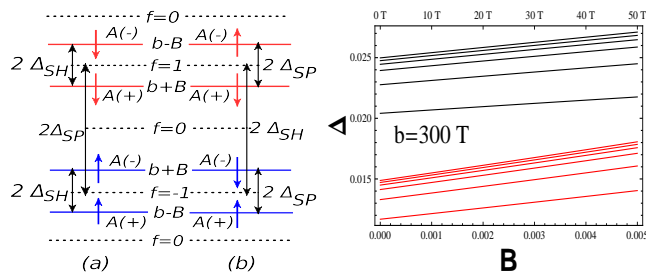 f=0
A(-) A(-)
b-B
2 Δ_SH f=1 2 Δ_SP
b+B
A(+) A(+)
2Δ_SP f=0 2 Δ_SH
A(-) A(-)
b+B
2 Δ_SH f=-1 2 Δ_SP
b-B
A(+) A(+)
f=0
(a) (b)
0 T 10 T 20 T 30 T 40 T 50 T
0.025
0.020
0.015
Δ
b=300 T
0.000 0.001 0.002 0.003 0.004 0.005
B